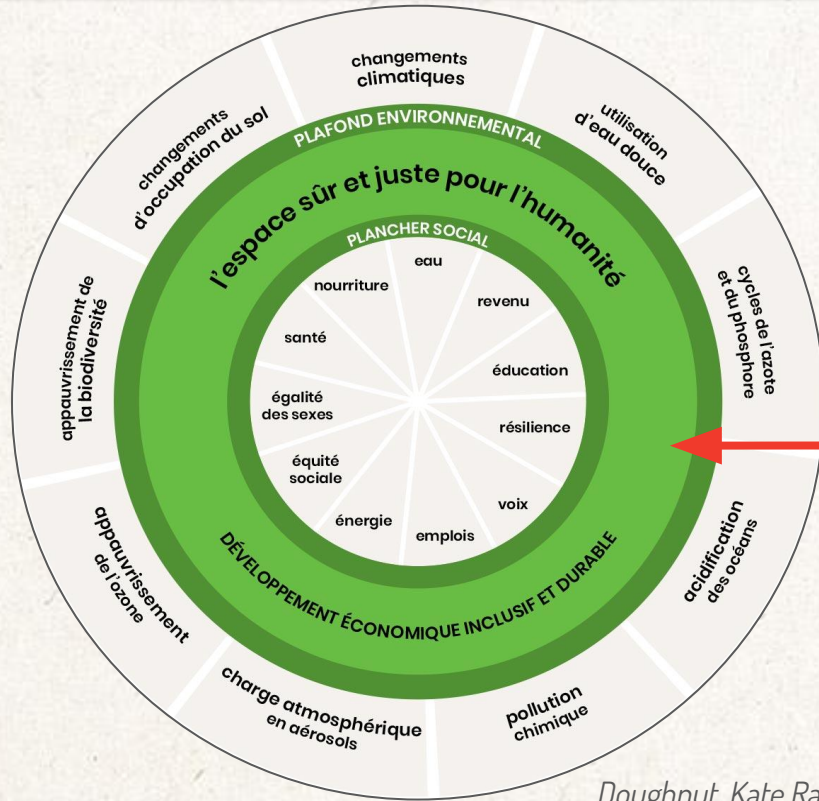 changements
climatiques
utilisation
d'eau douce
cycles de l'azote
et du phosphore
acidification
des océans
pollution
chimique
charge atmosphérique
en aérosols
appauvrissement
de l'ozone
appauvrissement de
la biodiversité
changements
d'occupation du sol
PLAFOND ENVIRONNEMENTAL
l'espace sûr et juste pour l'humanité
PLANCHER SOCIAL
eau
revenu
éducation
résilience
voix
emplois
énergie
équité
sociale
égalité
des sexes
santé
nourriture
DÉVELOPPEMENT ÉCONOMIQUE INCLUSIF ET DURABLE
Doughnut, Kate Ra